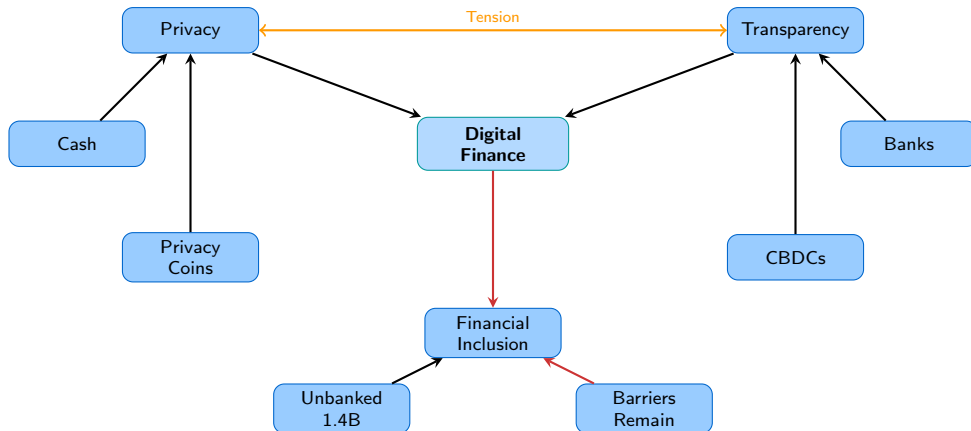 Tension
Privacy
Transparency
Cash
Digital
Finance
Banks
Privacy
Coins
CBDCs
Financial
Inclusion
Unbanked
1.4B
Barriers
Remain